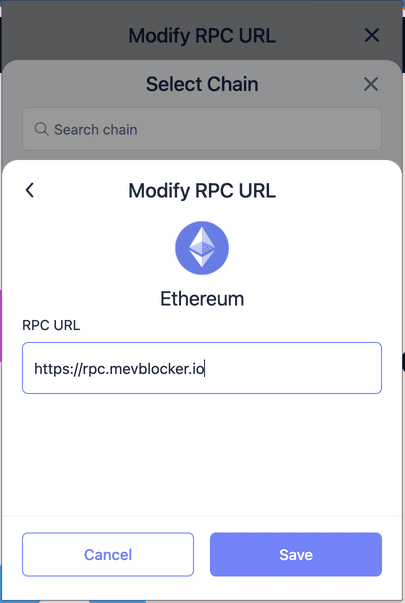 Modify RPC URL
Select Chain
Search chain
Modify RPC URL
Ethereum
RPC URL
https://rpc.mevblocker.io
Cancel
Save